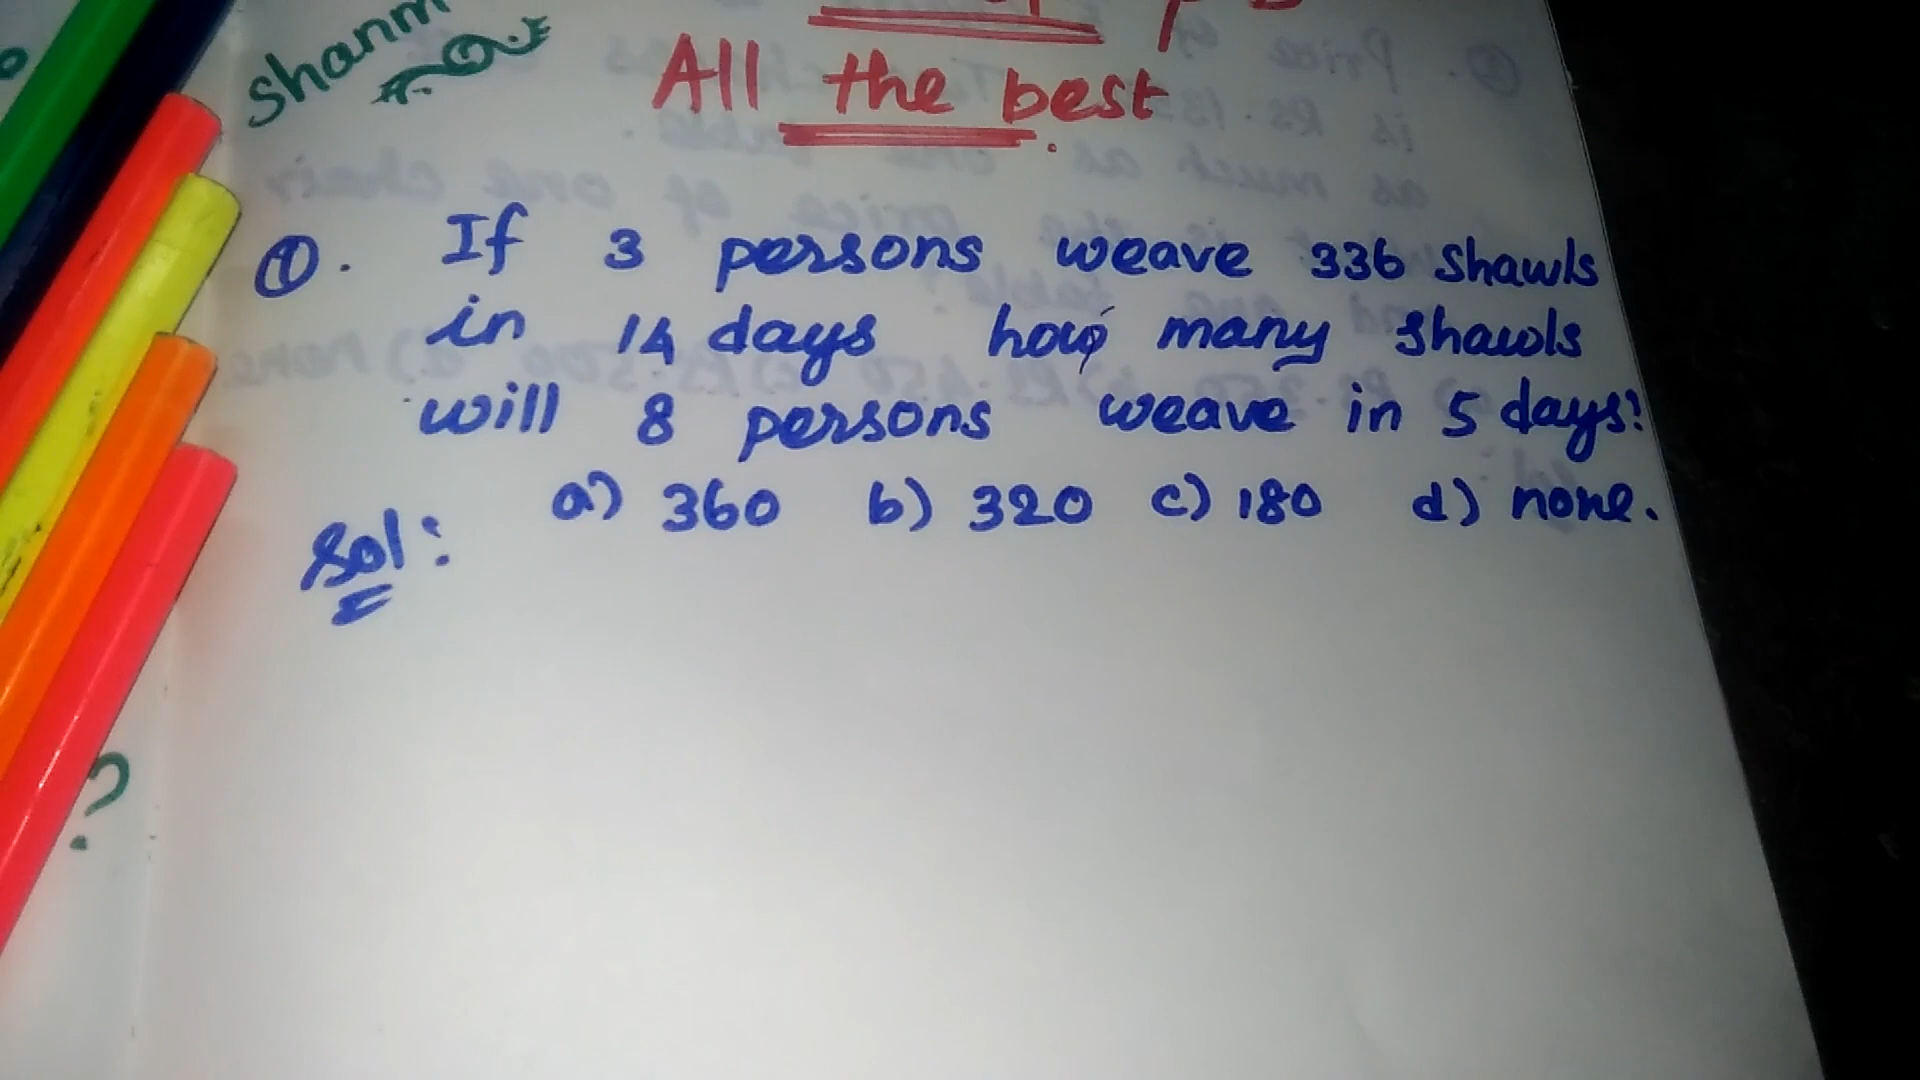 All the best
①. If 3 persons weave 336 shawls
in 14 days how many shawls
will 8 persons weave in 5 days?
a) 360 b) 320 c) 180 d) none.
Sol:
?